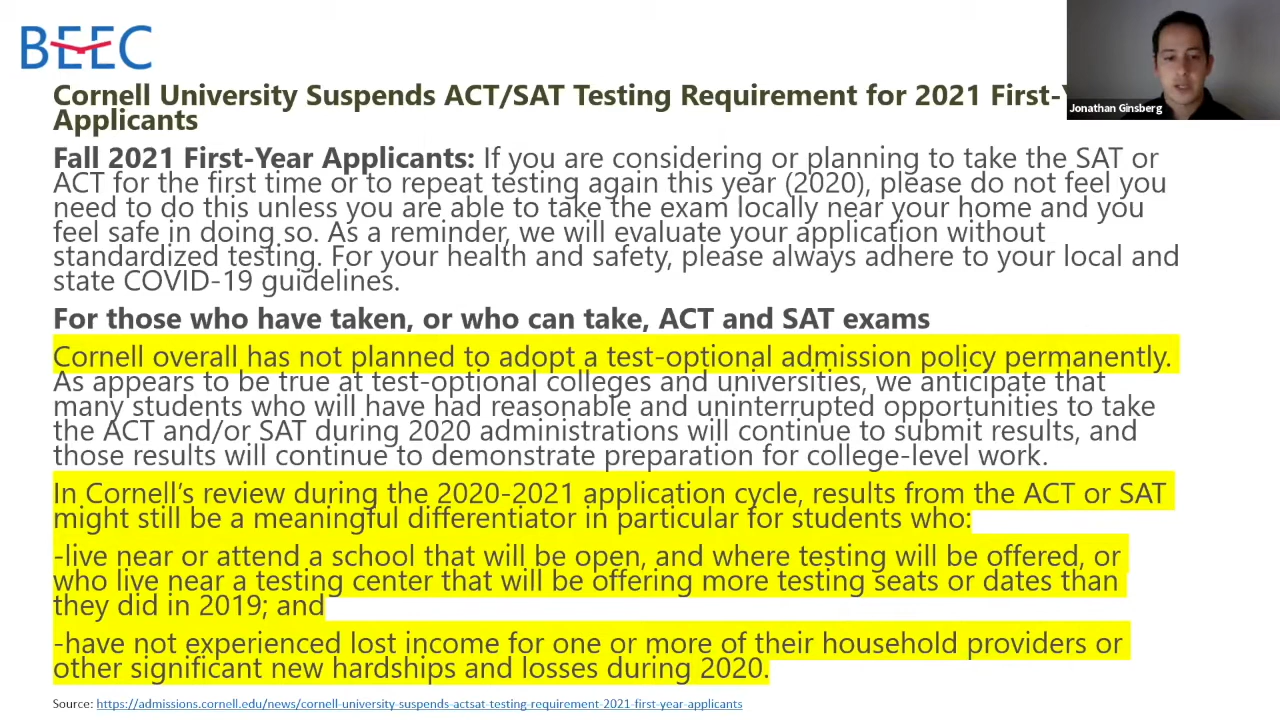 BEEC
Cornell University Suspends ACT/SAT Testing Requirement for 2021 First-
Applicants
Jonathan Ginsberg
Fall 2021 First-Year Applicants: If you are considering or planning to take the SAT or
ACT for the first time or to repeat testing again this year (2020), please do not feel you
need to do this unless you are able to take the exam locally near your home and you
feel safe in doing so. As a reminder, we will evaluate your application without
standardized testing. For your health and safety, please always adhere to your local and
state COVID-19 guidelines.
For those who have taken, or who can take, ACT and SAT exams
Cornell overall has not planned to adopt a test-optional admission policy permanently.
As appears to be true at test-optional colleges and universities, we anticipate that
many students who will have had reasonable and uninterrupted opportunities to take
the ACT and/or SAT during 2020 administrations will continue to submit results, and
those results will continue to demonstrate preparation for college-level work.
In Cornell’s review during the 2020-2021 application cycle, results from the ACT or SAT
might still be a meaningful differentiator in particular for students who:
-live near or attend a school that will be open, and where testing will be offered, or
who live near a testing center that will be offering more testing seats or dates than
they did in 2019; and
-have not experienced lost income for one or more of their household providers or
other significant new hardships and losses during 2020.
Source: https://admissions.cornell.edu/news/cornell-university-suspends-actsat-testing-requirement-2021-first-year-applicants